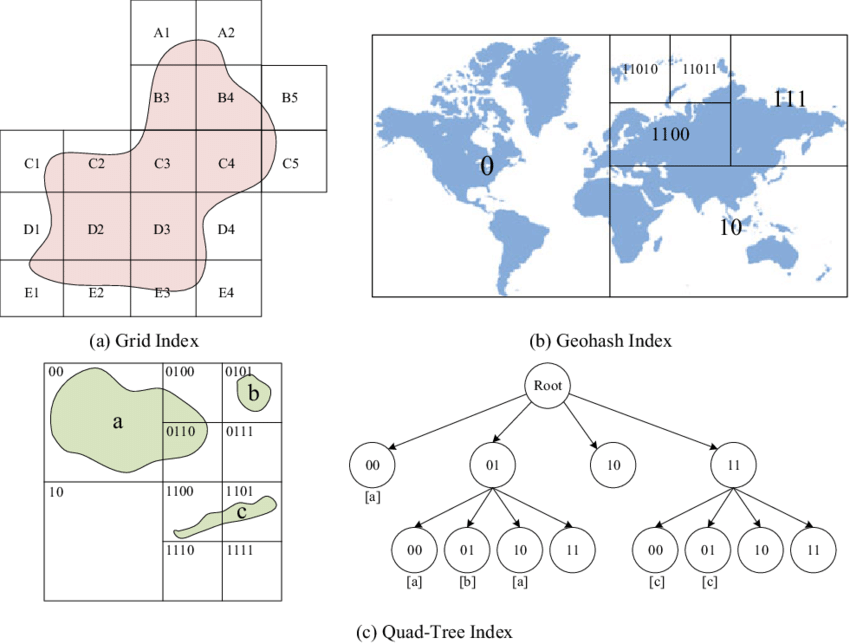 A1 A2
B3 B4 B5
C1 C2 C3 C4 C5
D1 D2 D3 D4
E1 E2 E3 E4
(a) Grid Index
11010 11011
111
1100
0
10
(b) Geohash Index
00 0100 0101
b
a
0110 0111
10 1100 1101
c
1110 1111
Root
00 01 10 11
[a]
00 01 10 11 00 01 10 11
[a] [b] [a] [c] [c]
(c) Quad-Tree Index